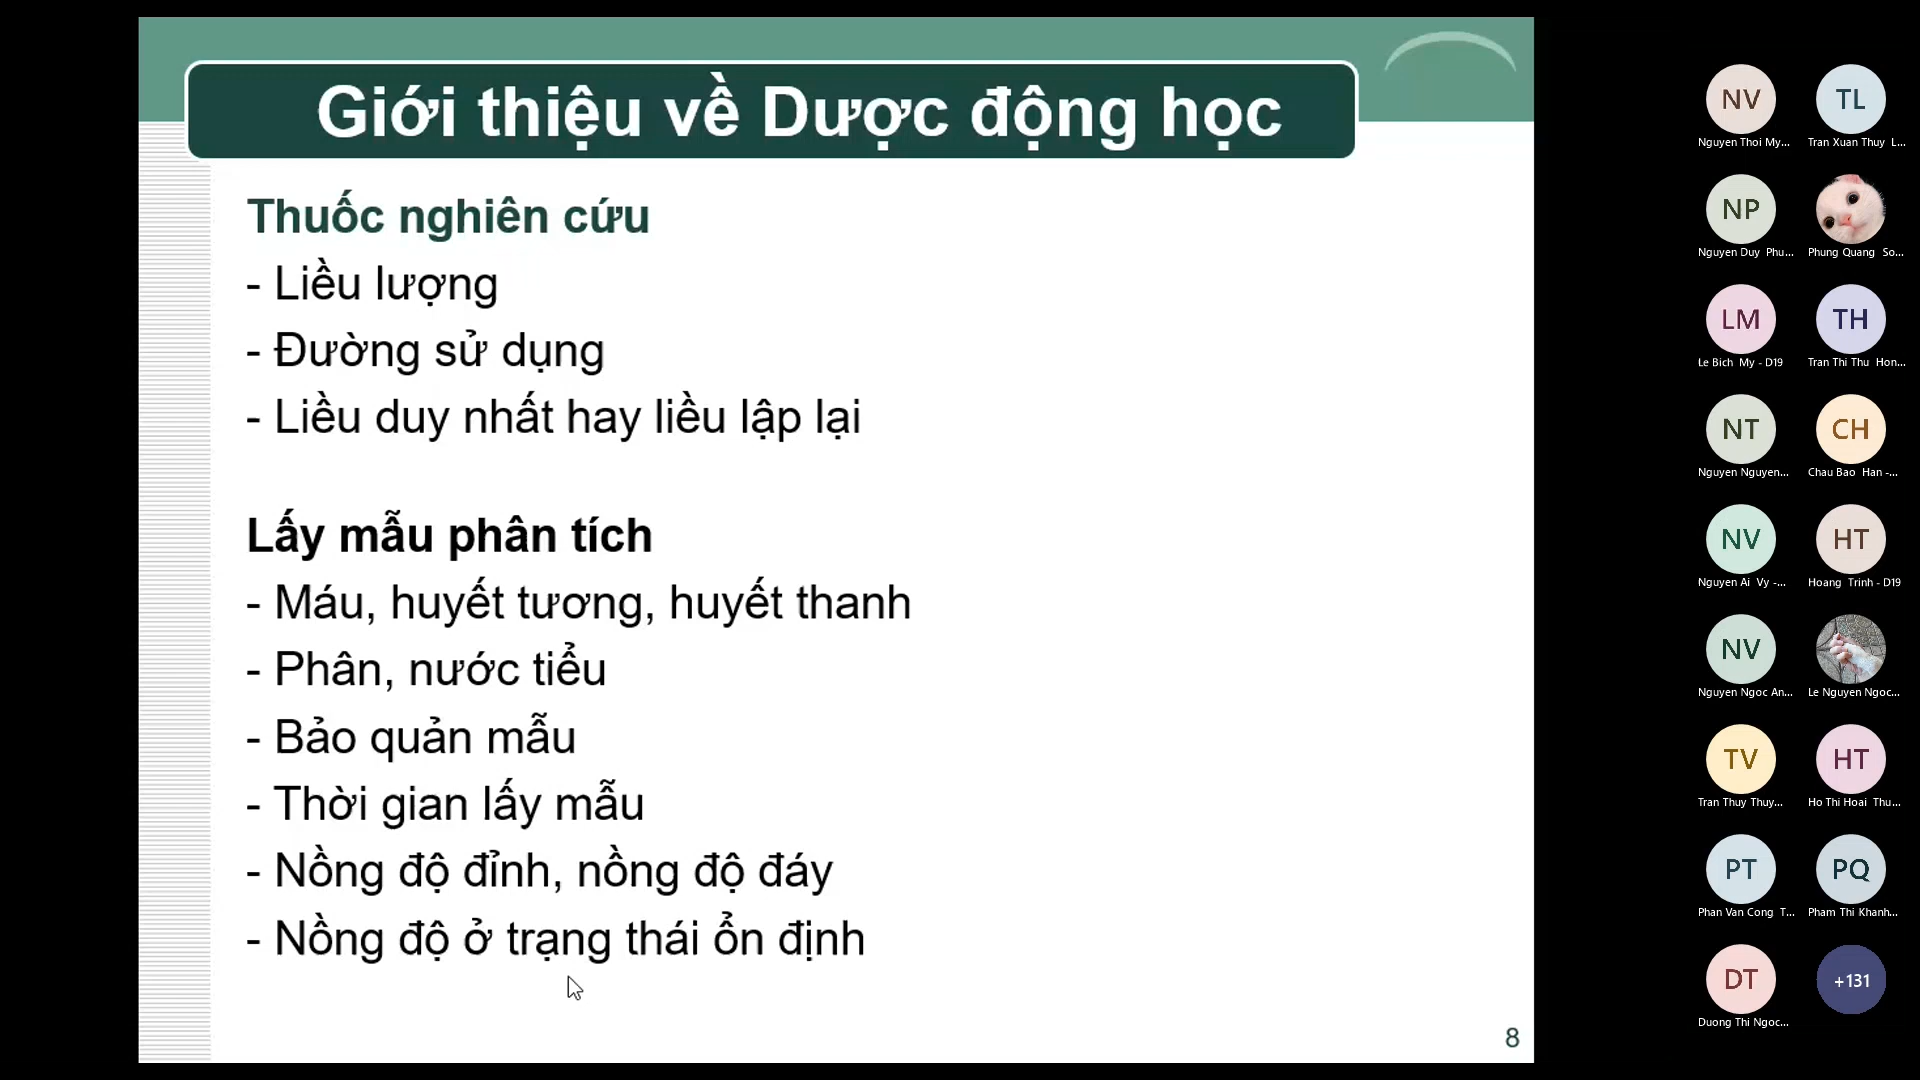 Giới thiệu về Dược động học
Thuốc nghiên cứu
- Liều lượng
- Đường sử dụng
- Liều duy nhất hay liều lập lại
Lấy mẫu phân tích
- Máu, huyết tương, huyết thanh
- Phân, nước tiểu
- Bảo quản mẫu
- Thời gian lấy mẫu
- Nồng độ đỉnh, nồng độ đáy
- Nồng độ ở trạng thái ổn định
8
NV
TL
Nguyen Thoi My...
Tran Xuan Thuy L...
NP
Nguyen Duy Phu...
Phung Quang So...
LM
TH
Le Bich My - D19
Tran Thi Thu Hon...
NT
CH
Nguyen Nguyen...
Chau Bao Han -...
NV
HT
Nguyen Ai Vy -...
Hoang Trinh - D19
NV
Nguyen Ngoc An...
Le Nguyen Ngoc...
TV
HT
Tran Thuy Thuy...
Ho Thi Hoai Thu...
PT
PQ
Phan Van Cong T...
Pham Thi Khanh...
DT
+131
Duong Thi Ngoc...